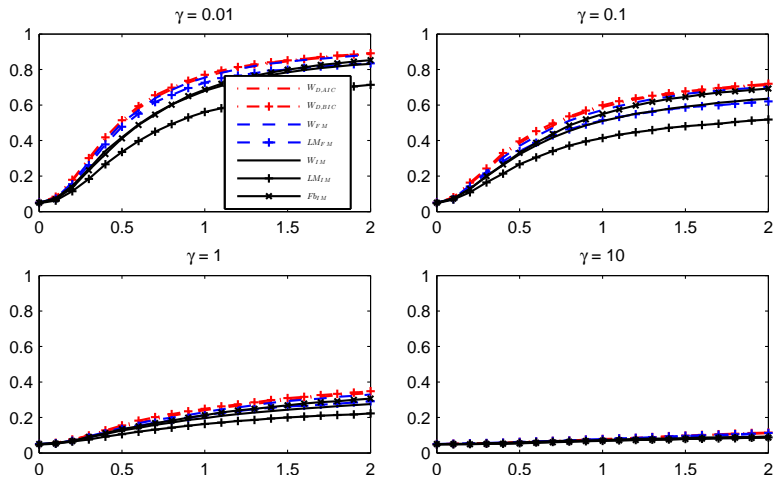 γ = 0.01
1
0.8
0.6
0.4
0.2
0
0 0.5 1 1.5 2
W_{D,AIC}
W_{D,BIC}
W_{FM}
LM_{FM}
W_{IM}
LM_{IM}
Fb_{IM}
γ = 0.1
1
0.8
0.6
0.4
0.2
0
0 0.5 1 1.5 2
γ = 1
1
0.8
0.6
0.4
0.2
0
0 0.5 1 1.5 2
γ = 10
1
0.8
0.6
0.4
0.2
0
0 0.5 1 1.5 2